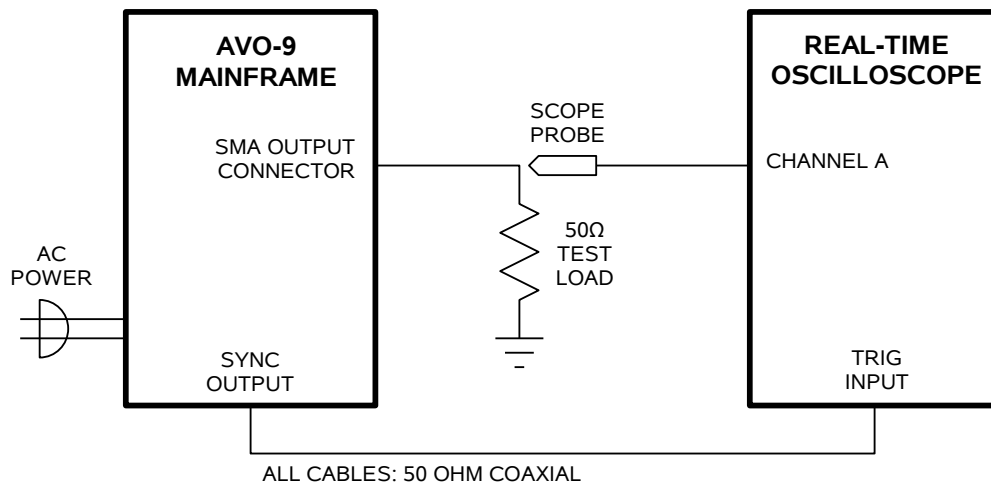 AVO-9
MAINFRAME
REAL-TIME
OSCILLOSCOPE
SCOPE
PROBE
SMA OUTPUT
CONNECTOR
CHANNEL A
50Ω
TEST
LOAD
AC
POWER
SYNC
OUTPUT
TRIG
INPUT
ALL CABLES: 50 OHM COAXIAL